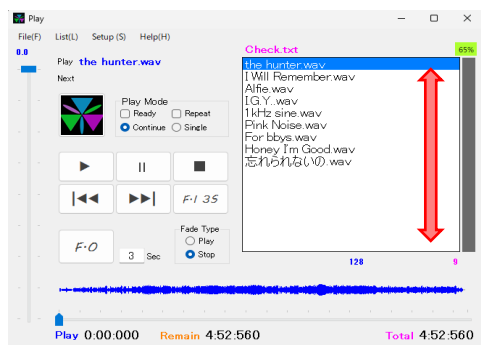 Play
File(F) List(L) Setup (S) Help(H)
0.0
Play the hunter.wav
Next
Check.txt
65%
the hunter.wav
I Will Remember.wav
Alfie.wav
I.G.Y..wav
1kHz sine.wav
Pink Noise.wav
For bbys.wav
Honey I'm Good.wav
忘れられないの.wav
Play Mode
Ready Repeat
Continue Single
F·I 3S
F·O
3 Sec
Fade Type
Play
Stop
128 9
Play 0:00:000 Remain 4:52:560 Total 4:52:560